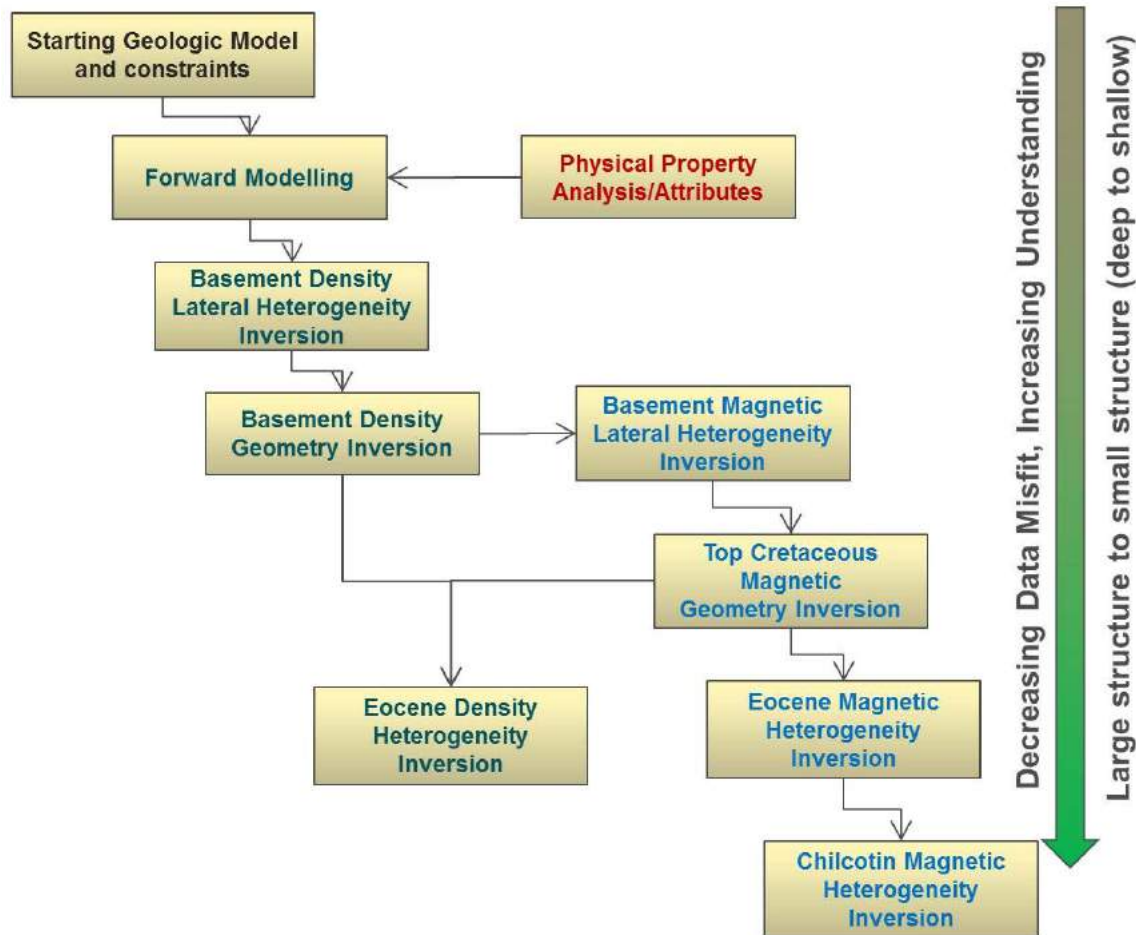 Starting Geologic Model
and constraints
Forward Modelling
Physical Property
Analysis/Attributes
Basement Density
Lateral Heterogeneity
Inversion
Basement Density
Geometry Inversion
Basement Magnetic
Lateral Heterogeneity
Inversion
Top Cretaceous
Magnetic
Geometry Inversion
Eocene Density
Heterogeneity
Inversion
Eocene Magnetic
Heterogeneity
Inversion
Chilcotin Magnetic
Heterogeneity
Inversion
Decreasing Data Misfit, Increasing Understanding
Large structure to small structure (deep to shallow)